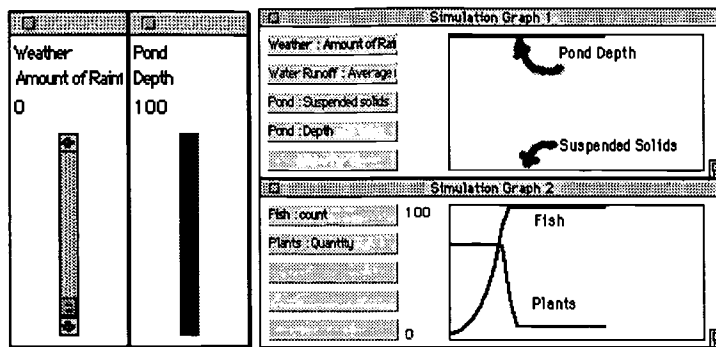 Weather
Amount of Rainf
0
Pond
Depth
100
Simulation Graph 1
Weather : Amount of Rai
Water Runoff : Average
Pond : Suspended solids
Pond : Depth
Pond Depth
Suspended Solids
Simulation Graph 2
Fish : count
Plants : Quantity
100
0
Fish
Plants